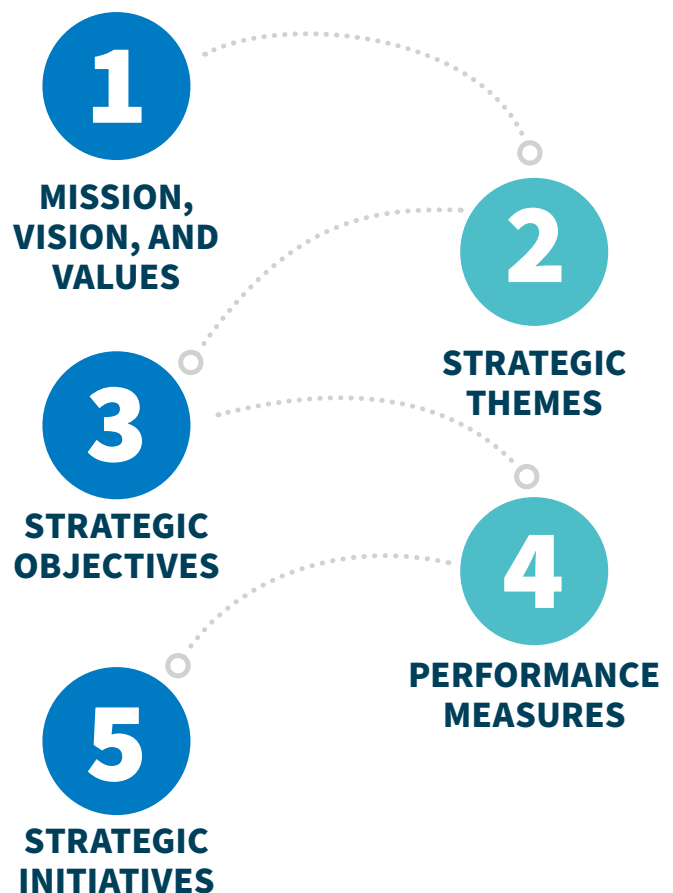 1
MISSION,
VISION, AND
VALUES
2
STRATEGIC
THEMES
3
STRATEGIC
OBJECTIVES
4
PERFORMANCE
MEASURES
5
STRATEGIC
INITIATIVES